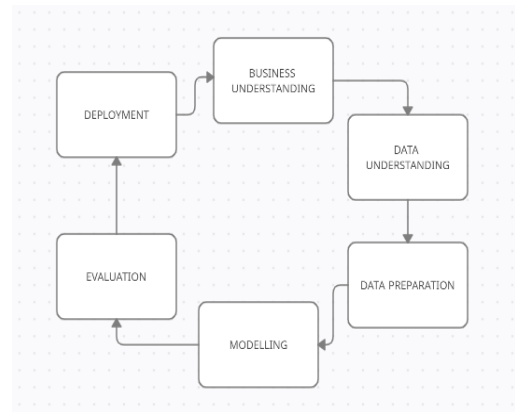 BUSINESS
UNDERSTANDING
DATA
UNDERSTANDING
DATA PREPARATION
MODELLING
EVALUATION
DEPLOYMENT